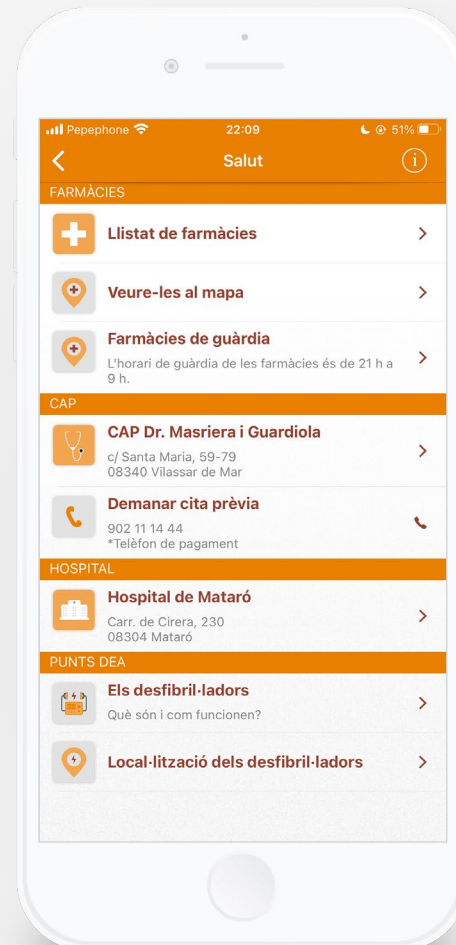 Pepephone
22:09
51%
Salut
FARMÀCIES
Llistat de farmàcies
Veure-les al mapa
Farmàcies de guàrdia
L'horari de guàrdia de les farmàcies és de 21 h a
9 h.
CAP
CAP Dr. Masriera i Guardiola
c/ Santa Maria, 59-79
08340 Vilassar de Mar
Demanar cita prèvia
902 11 14 44
*Telèfon de pagament
HOSPITAL
Hospital de Mataró
Carr. de Cirera, 230
08304 Mataró
PUNTS DEA
Els desfibril·ladors
Què són i com funcionen?
Local·lització dels desfibril·ladors